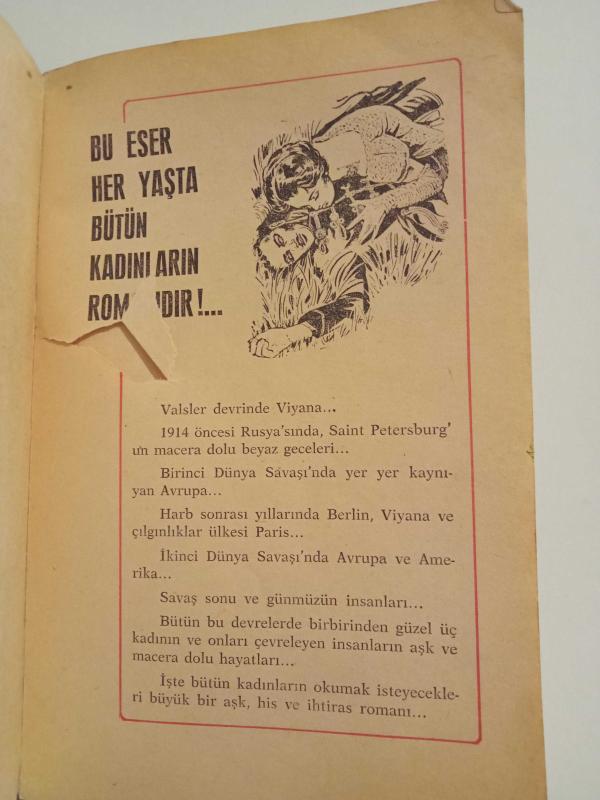 BU ESER
HER YAŞTA
BÜTÜN
KADINLARIN
Valsler devrinde Viyana...
1914 öncesi Rusya'sında, Saint Petersburg'
un macera dolu beyaz geceleri...
Birinci Dünya Savaşı'nda yer yer kaynı-
yan Avrupa...
Harb sonrası yıllarında Berlin, Viyana ve
çılgınlıklar ülkesi Paris...
İkinci Dünya Savaşı'nda Avrupa ve Ame-
rika...
Savaş sonu ve günmüzün insanları...
Bütün bu devrelerde birbirinden güzel üç
kadının ve onları çevreleyen insanların aşk ve
macera dolu hayatları...
İşte bütün kadınların okumak isteyecekle-
ri büyük bir aşk, his ve ihtiras romanı...